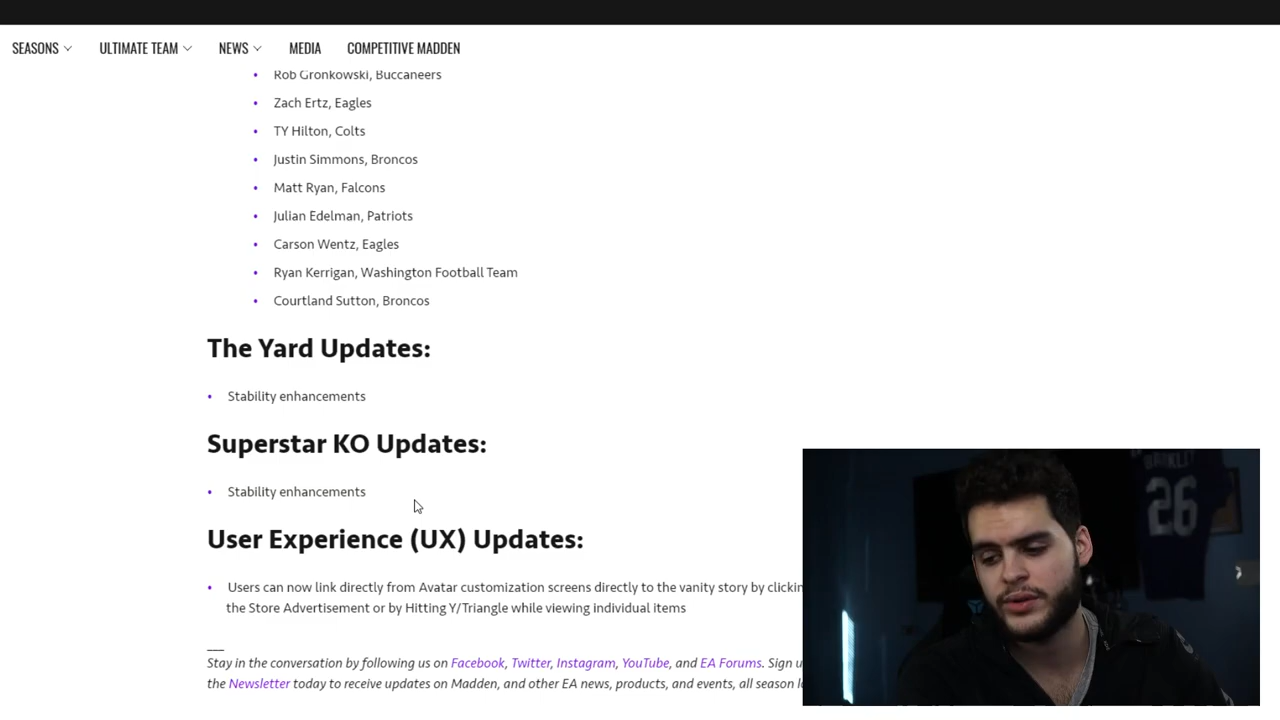 SEASONS ULTIMATE TEAM NEWS MEDIA COMPETITIVE MADDEN
• Rob Gronkowski, Buccaneers
• Zach Ertz, Eagles
• TY Hilton, Colts
• Justin Simmons, Broncos
• Matt Ryan, Falcons
• Julian Edelman, Patriots
• Carson Wentz, Eagles
• Ryan Kerrigan, Washington Football Team
• Courtland Sutton, Broncos
The Yard Updates:
• Stability enhancements
Superstar KO Updates:
• Stability enhancements
User Experience (UX) Updates:
• Users can now link directly from Avatar customization screens directly to the vanity story by
the Store Advertisement or by Hitting Y/Triangle while viewing individual items
Stay in the conversation by following us on Facebook, Twitter, Instagram, YouTube, and EA Forums. Sign
the Newsletter today to receive updates on Madden, and other EA news, products, and events, all season
26